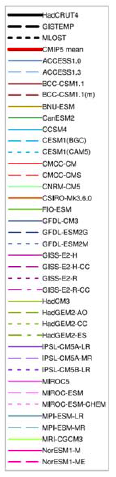 HadCRUT4
GISTEMP
MLOST
CMIP5 mean
ACCESS1.0
ACCESS1.3
BCC-CSM1.1
BCC-CSM1.1(m)
BNU-ESM
CanESM2
CCSM4
CESM1(BGC)
CESM1(CAM5)
CMCC-CM
CMCC-CMS
CNRM-CM5
CSIRO-MK3.6.0
FIO-ESM
GFDL-CM3
GFDL-ESM2G
GFDL-ESM2M
GISS-E2-H
GISS-E2-H-CC
GISS-E2-R
GISS-E2-R-CC
HadCM3
HadGEM2-AO
HadGEM2-CC
HadGEM2-ES
IPSL-CM5A-LR
IPSL-CM5A-MR
IPSL-CM5B-LR
MIROC5
MIROC-ESM
MIROC-ESM-CHEM
MPI-ESM-LR
MPI-ESM-MR
MRI-CGCM3
NorESM1-M
NorESM1-ME